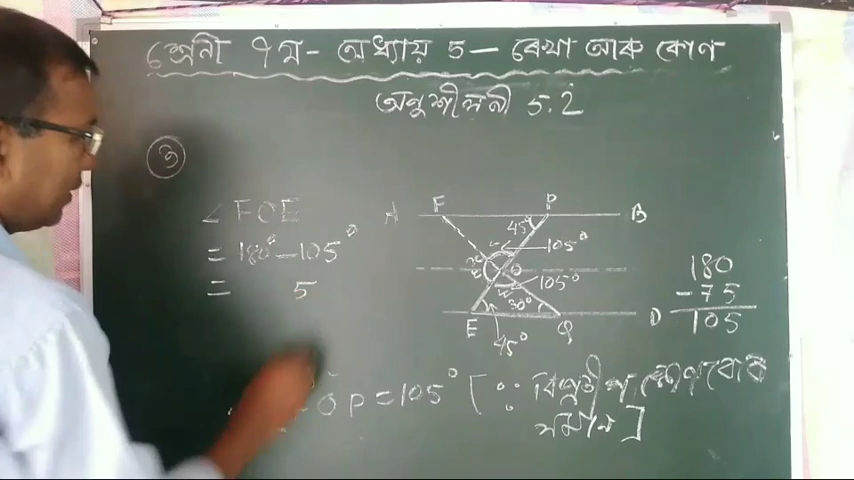 শ্ৰেণী ৭ম - অধ্যায় 5 - ৰেখা আৰু কোণ
অনুশীলনী 5.2
৩
∠FOE
= 180° - 105°
= 5
A F P B
45°
105°
105°
30°
E Q D
45°
180
- 75
105
OP = 105° [∵ বিপ্ৰতীপ কোণবোৰ
সমান]